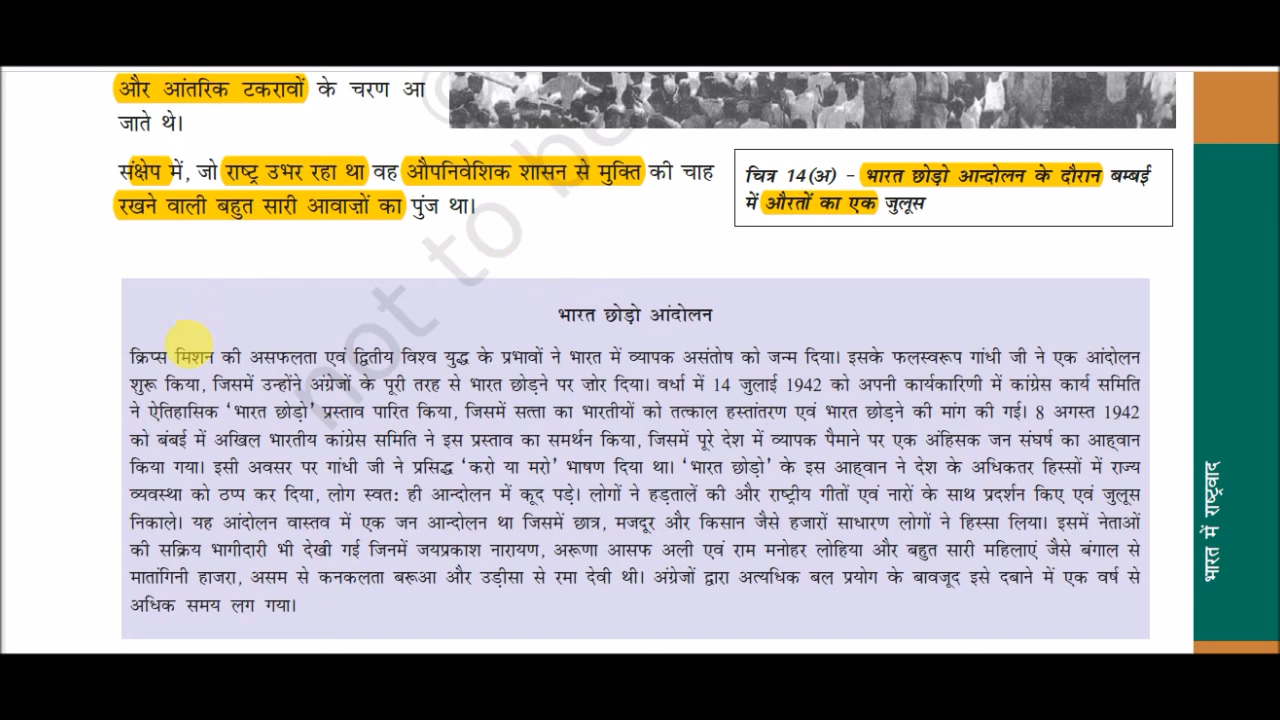 और आंतरिक टकरावों के चरण आ
जाते थे।
संक्षेप में, जो राष्ट्र उभर रहा था वह औपनिवेशिक शासन से मुक्ति की चाह
रखने वाली बहुत सारी आवाज़ों का पुंज था।
चित्र 14(अ) – भारत छोड़ो आन्दोलन के दौरान बम्बई
में औरतों का एक जुलूस
not to be
भारत छोड़ो आंदोलन
क्रिप्स मिशन की असफलता एवं द्वितीय विश्व युद्ध के प्रभावों ने भारत में व्यापक असंतोष को जन्म दिया। इसके फलस्वरूप गांधी जी ने एक आंदोलन
शुरू किया, जिसमें उन्होंने अंग्रेजों के पूरी तरह से भारत छोड़ने पर जोर दिया। वर्धा में 14 जुलाई 1942 को अपनी कार्यकारिणी में कांग्रेस कार्य समिति
ने ऐतिहासिक ‘भारत छोड़ो’ प्रस्ताव पारित किया, जिसमें सत्ता का भारतीयों को तत्काल हस्तांतरण एवं भारत छोड़ने की मांग की गई। 8 अगस्त 1942
को बंबई में अखिल भारतीय कांग्रेस समिति ने इस प्रस्ताव का समर्थन किया, जिसमें पूरे देश में व्यापक पैमाने पर एक अंहिसक जन संघर्ष का आह्वान
किया गया। इसी अवसर पर गांधी जी ने प्रसिद्ध ‘करो या मरो’ भाषण दिया था। ‘भारत छोड़ो’ के इस आह्वान ने देश के अधिकतर हिस्सों में राज्य
व्यवस्था को ठप्प कर दिया, लोग स्वतः ही आन्दोलन में कूद पड़े। लोगों ने हड़तालें की और राष्ट्रीय गीतों एवं नारों के साथ प्रदर्शन किए एवं जुलूस
निकाले। यह आंदोलन वास्तव में एक जन आन्दोलन था जिसमें छात्र, मजदूर और किसान जैसे हजारों साधारण लोगों ने हिस्सा लिया। इसमें नेताओं
की सक्रिय भागीदारी भी देखी गई जिनमें जयप्रकाश नारायण, अरूणा आसफ अली एवं राम मनोहर लोहिया और बहुत सारी महिलाएं जैसे बंगाल से
मातांगिनी हाजरा, असम से कनकलता बरूआ और उड़ीसा से रमा देवी थी। अंग्रेजों द्वारा अत्यधिक बल प्रयोग के बावजूद इसे दबाने में एक वर्ष से
अधिक समय लग गया।
भारत में राष्ट्रवाद